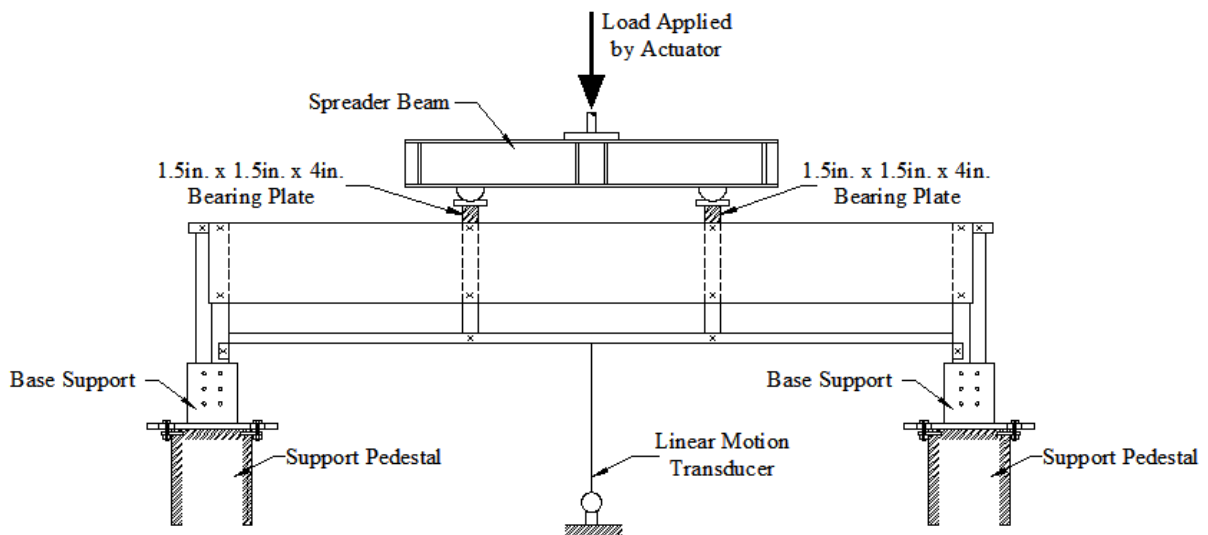 Load Applied
by Actuator
Spreader Beam
1.5in. x 1.5in. x 4in.
Bearing Plate
1.5in. x 1.5in. x 4in.
Bearing Plate
Base Support
Base Support
Linear Motion
Transducer
Support Pedestal
Support Pedestal